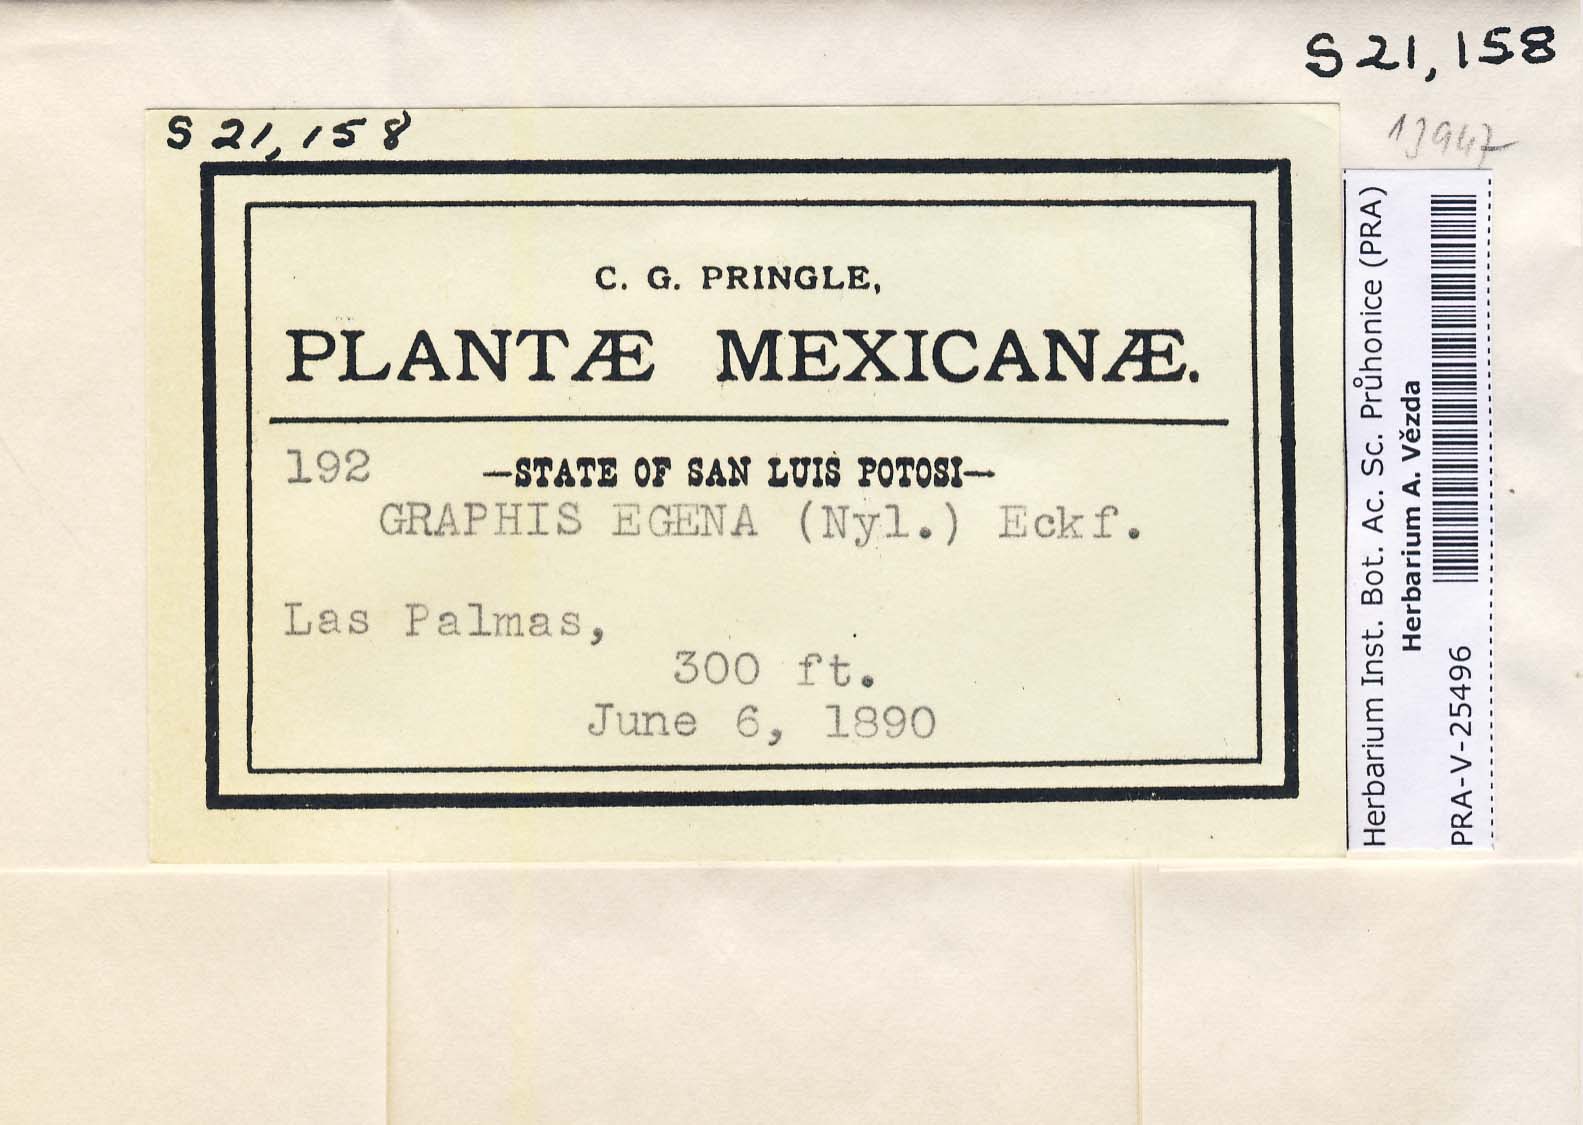 S 21,158
S 21,158
13947
C. G. PRINGLE,
PLANTÆ MEXICANÆ.
192 —STATE OF SAN LUIS POTOSI—
GRAPHIS EGENA (Nyl.) Eckf.
Las Palmas,
300 ft.
June 6, 1890
Herbarium Inst. Bot. Ac. Sc. Průhonice (PRA)
Herbarium A. Vězda
PRA-V-25496